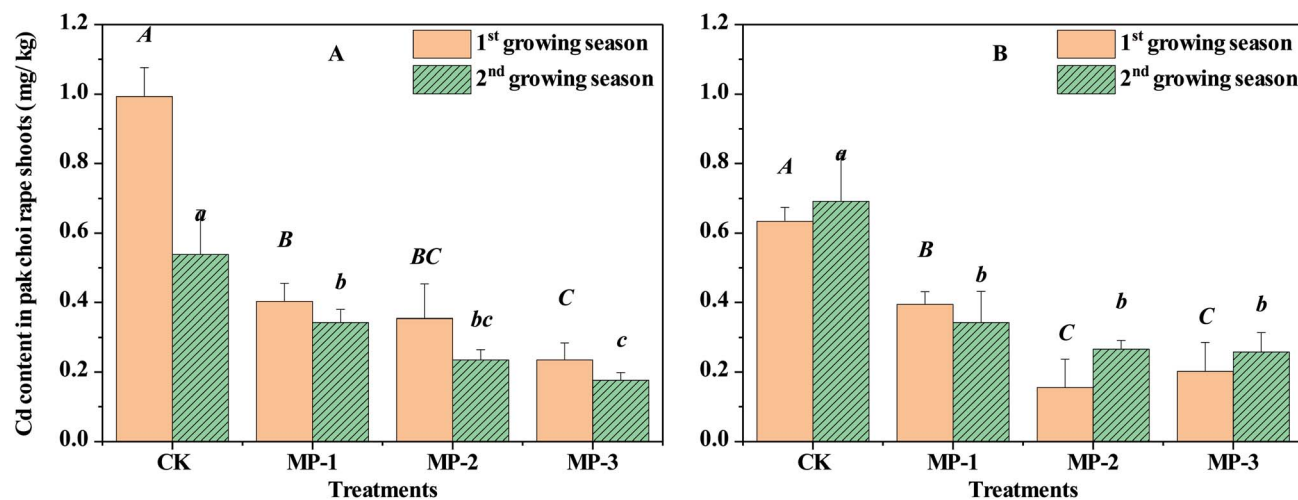 Cd content in pak choi rape shoots (mg/ kg)
1.2
1.0
0.8
0.6
0.4
0.2
0.0
A
1st growing season
2nd growing season
A
a
B
b
BC
bc
C
c
CK
MP-1
MP-2
MP-3
Treatments
1.2
1.0
0.8
0.6
0.4
0.2
0.0
B
1st growing season
2nd growing season
A
a
B
b
C
b
C
b
CK
MP-1
MP-2
MP-3
Treatments